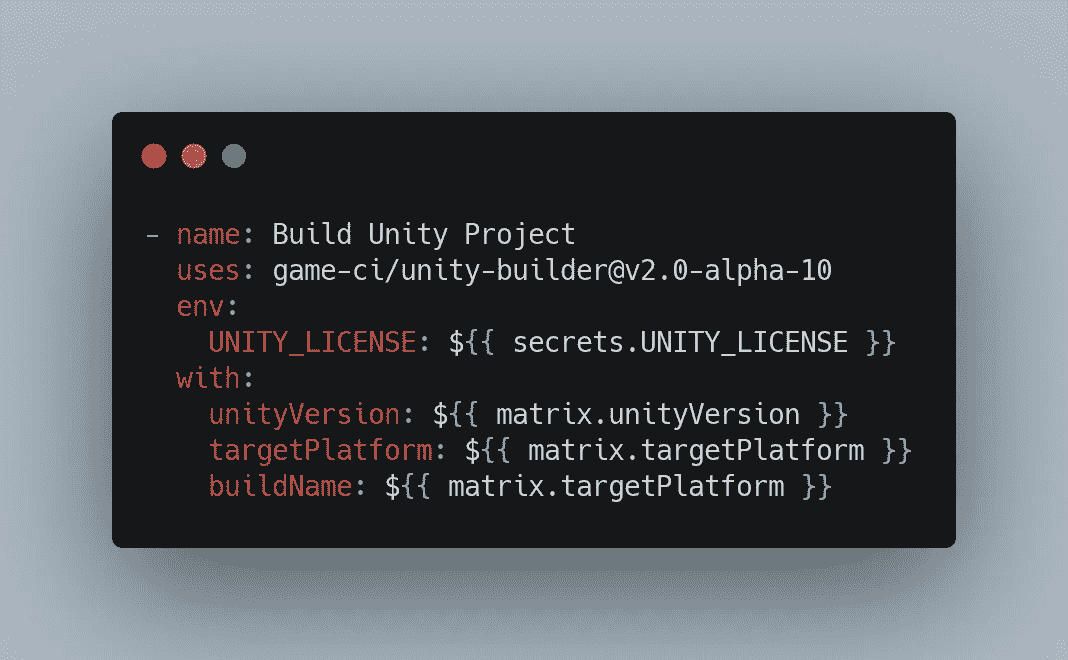 - name: Build Unity Project
  uses: game-ci/unity-builder@v2.0-alpha-10
  env:
    UNITY_LICENSE: ${{ secrets.UNITY_LICENSE }}
  with:
    unityVersion: ${{ matrix.unityVersion }}
    targetPlatform: ${{ matrix.targetPlatform }}
    buildName: ${{ matrix.targetPlatform }}